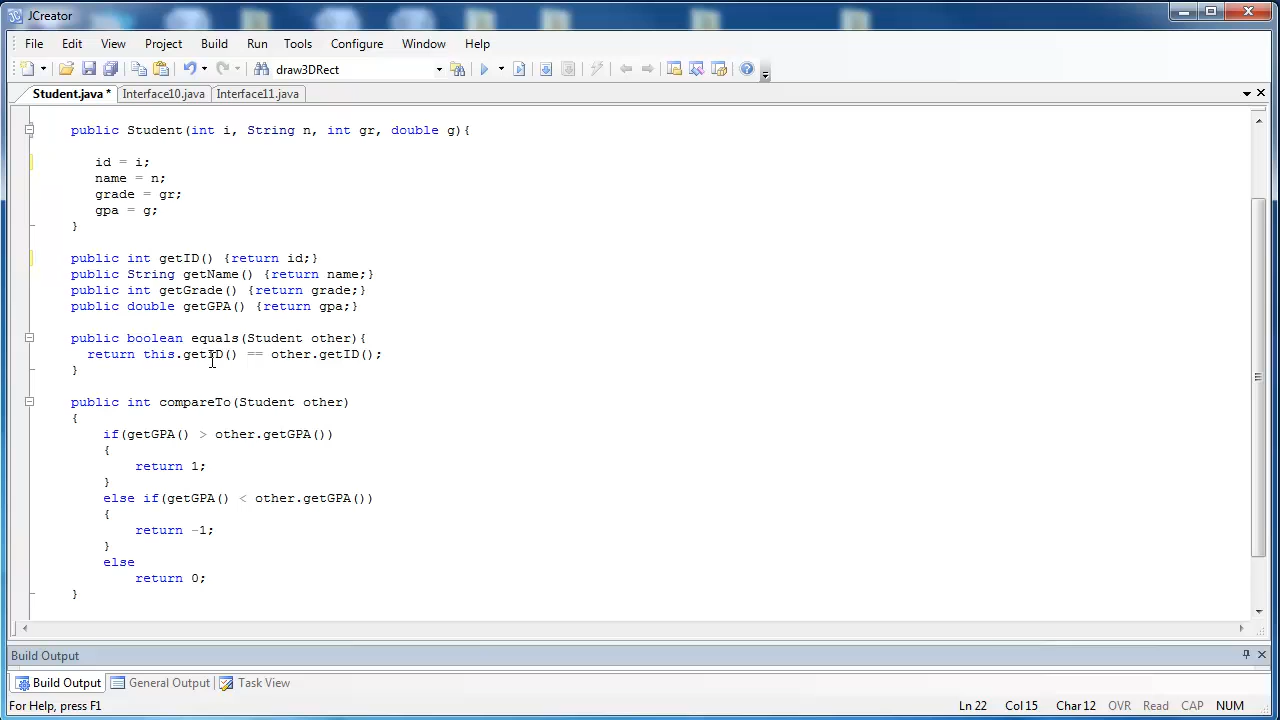 JCreator
File Edit View Project Build Run Tools Configure Window Help
draw3DRect
Student.java * Interface10.java Interface11.java
public Student(int i, String n, int gr, double g){
id = i;
name = n;
grade = gr;
gpa = g;
}
public int getID() {return id;}
public String getName() {return name;}
public int getGrade() {return grade;}
public double getGPA() {return gpa;}
public boolean equals(Student other){
return this.getID() == other.getID();
}
public int compareTo(Student other)
{
if(getGPA() > other.getGPA())
{
return 1;
}
else if(getGPA() < other.getGPA())
{
return -1;
}
else
return 0;
}
Build Output
Build Output General Output Task View
For Help, press F1 Ln 22 Col 15 Char 12 OVR Read CAP NUM